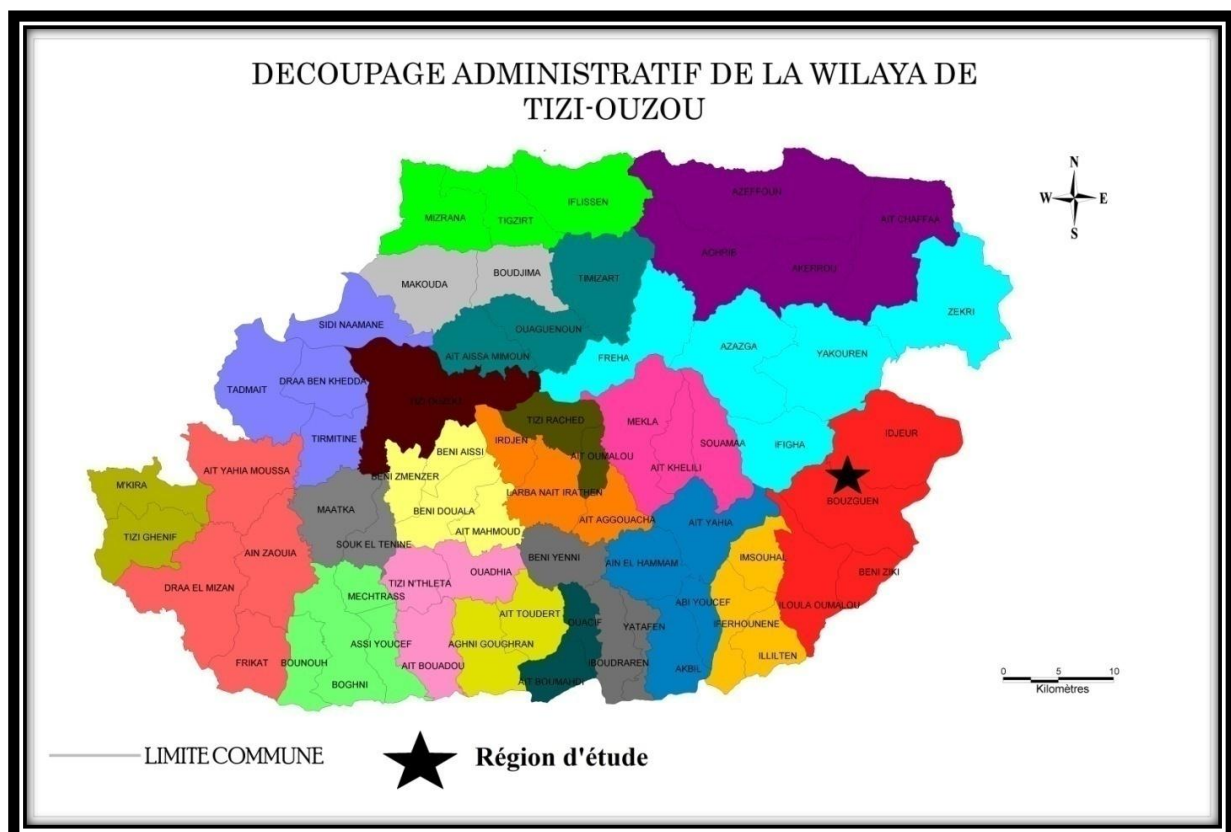 DECOUPAGE ADMINISTRATIF DE LA WILAYA DE
TIZI-OUZOU
N
W
E
S
AZEFFOUN
IFLISSEN
MIZRANA
TIGZIRT
AIT CHAFFAA
AKERROU
BOUDJIMA
TIMIZART
MAKOUDA
ZEKRI
SIDI NAAMANE
OUAGUENOUN
AZAZGA
YAKOUREN
AIT AISSA MIMOUN
FREHA
DRAA BEN KHEDDA
TADMAIT
TIZI RACHED
MEKLA
IDJEUR
TIRMITINE
IRDJEN
SOUAMAA
IFIGHA
BENI AISSI
AIT OUMALOU
AIT YAHIA MOUSSA
AIT KHELILI
BENI ZMENZER
M'KIRA
LARBA NAIT IRATHEN
BOUZGUEN
MAATKA
BENI DOUALA
AIT AGGOUACHA
AIT YAHIA
AIT MAHMOUD
TIZI GHENIF
SOUK EL TENINE
AIN ZAOUIA
BENI YENNI
IMSOUHAL
AIN EL HAMMAM
OUADHIA
BENI ZIKI
TIZI N'THLETA
DRAA EL MIZAN
MECHTRASS
ABI YOUCEF
ILOULA OUMALOU
AIT TOUDERT
OUACIF
YATAFEN
IFERHOUNENE
ASSI YOUCEF
AGHNI GOUGHRAN
ILLILTEN
FRIKAT
BOUNOUH
AIT BOUADOU
IBOUDRAREN
AKBIL
BOGHNI
AIT BOUMAHDI
0 5 10
Kilomètres
LIMITE COMMUNE
Région d'étude